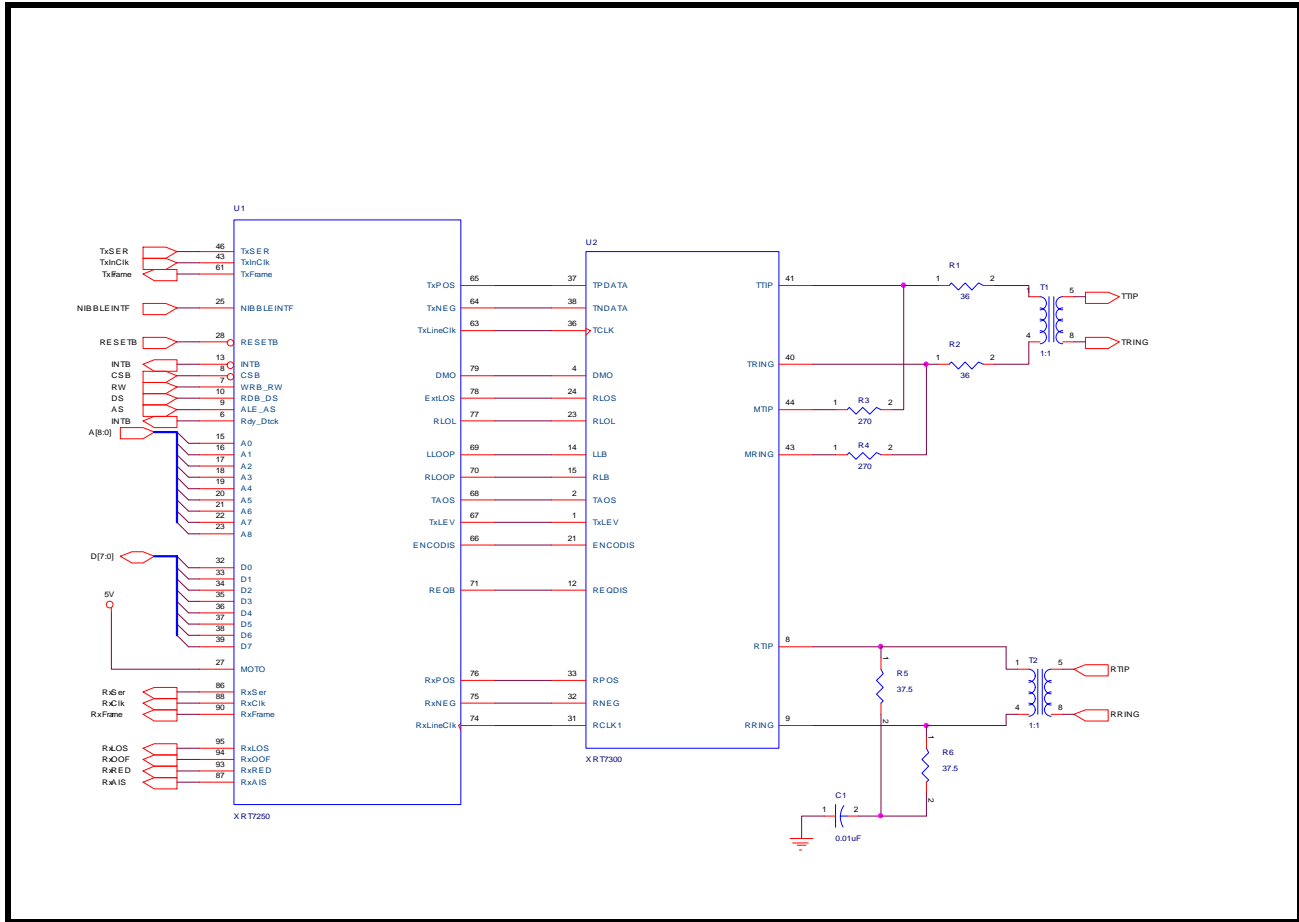 U1
U2
TxSER 46 TxSER
TxInClk 43 TxInClk
TxFrame 61 TxFrame
NIBBLEINTF 25 NIBBLEINTF
RESETB 28 RESETB
INTB 13 INTB
CSB 8 CSB
RW 7 WRB_RW
DS 10 RDB_DS
AS 9 ALE_AS
INTB 6 Rdy_Dtck
A[8:0]
15 A0
16 A1
17 A2
18 A3
19 A4
20 A5
21 A6
22 A7
23 A8
D[7:0]
32 D0
33 D1
34 D2
35 D3
36 D4
37 D5
38 D6
39 D7
5V
27 MOTO
RxSer 86 RxSer
RxClk 88 RxClk
RxFrame 90 RxFrame
RxLOS 95 RxLOS
RxOOF 94 RxOOF
RxRED 93 RxRED
RxAIS 87 RxAIS
XRT7250
TxPOS 65 37 TPDATA
TxNEG 64 38 TNDATA
TxLineClk 63 36 TCLK
DMO 79 4 DMO
ExtLOS 78 24 RLOS
RLOL 77 23 RLOL
LLOOP 69 14 LLB
RLOOP 70 15 RLB
TAOS 68 2 TAOS
TxLEV 67 1 TxLEV
ENCODIS 66 21 ENCODIS
REQB 71 12 REQDIS
RxPOS 76 33 RPOS
RxNEG 75 32 RNEG
RxLineClk 74 31 RCLK1
XRT7300
TTIP 41
R1
1 2
36
TRING 40
R2
1 2
36
MTIP 44
R3
1 2
270
MRING 43
R4
1 2
270
T1
1 5 TTIP
4 8 TRING
1:1
RTIP 8
1
R5
37.5
2
RRING 9
1
R6
37.5
2
T2
1 5 RTIP
4 8 RRING
1:1
C1
1 2
0.01uF